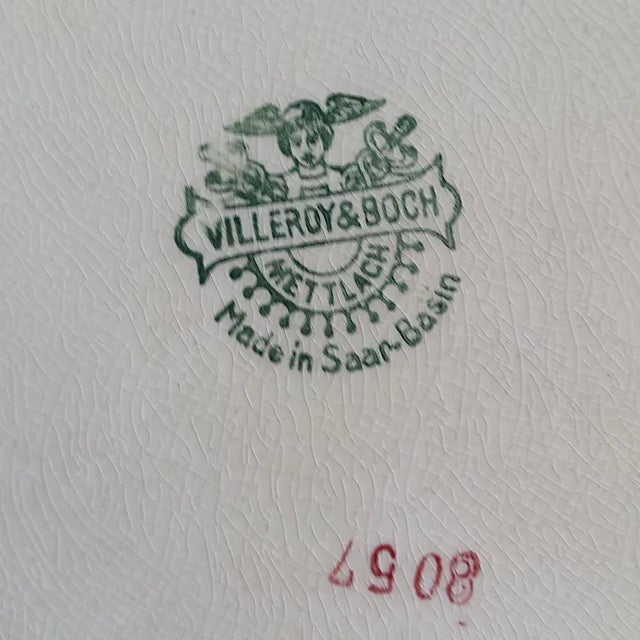 VILLEROY & BOCH
METTLACH
Made in Saar-Basin
8057